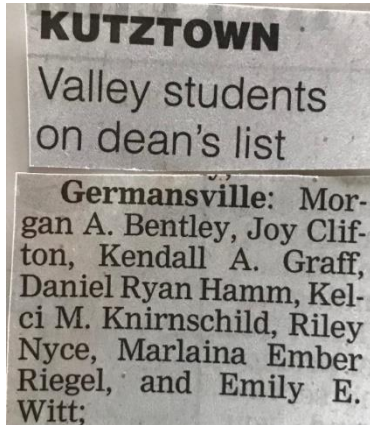 KUTZTOWN
Valley students
on dean's list
Germansville: Mor-
gan A. Bentley, Joy Clif-
ton, Kendall A. Graff,
Daniel Ryan Hamm, Kel-
ci M. Knirnschild, Riley
Nyce, Marlaina Ember
Riegel, and Emily E.
Witt;